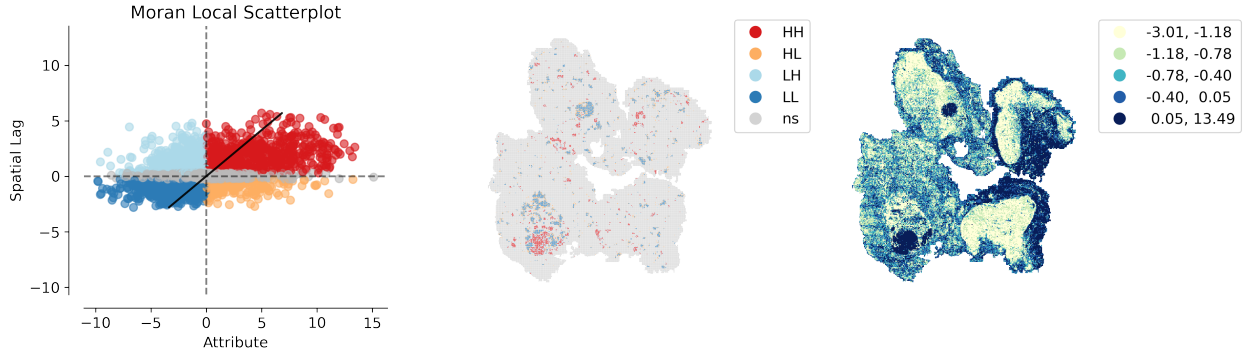 Moran Local Scatterplot
10
5
0
−5
−10
Spatial Lag
−10 −5 0 5 10 15
Attribute
HH
HL
LH
LL
ns
-3.01, -1.18
-1.18, -0.78
-0.78, -0.40
-0.40, 0.05
0.05, 13.49